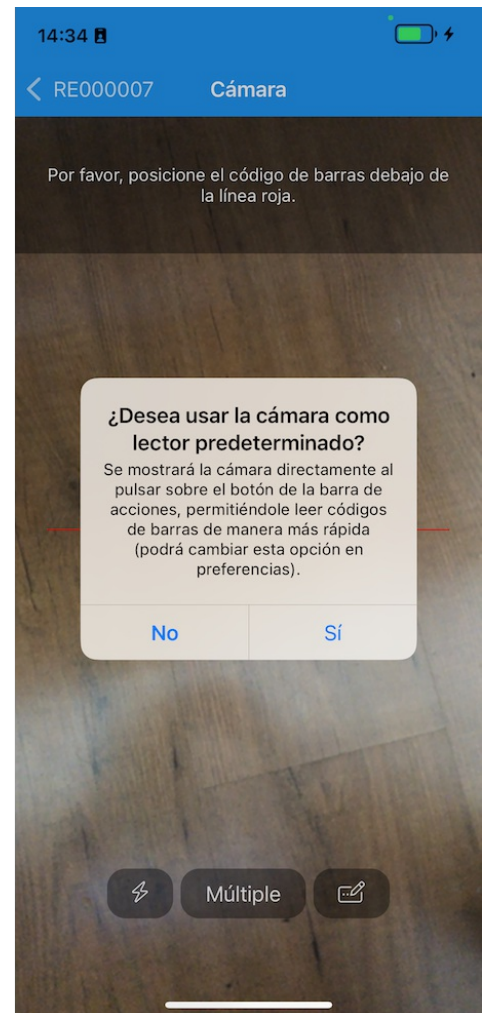 14:34
RE000007
Cámara
Por favor, posicione el código de barras debajo de
la línea roja.
¿Desea usar la cámara como
lector predeterminado?
Se mostrará la cámara directamente al
pulsar sobre el botón de la barra de
acciones, permitiéndole leer códigos
de barras de manera más rápida
(podrá cambiar esta opción en
preferencias).
No
Sí
Múltiple